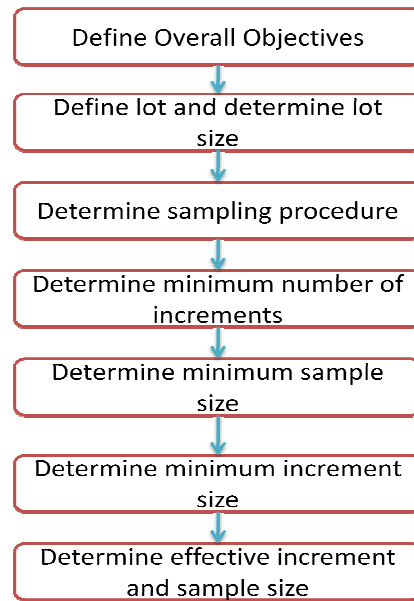 Define Overall Objectives
Define lot and determine lot
size
Determine sampling procedure
Determine minimum number of
increments
Determine minimum sample
size
Determine minimum increment
size
Determine effective increment
and sample size